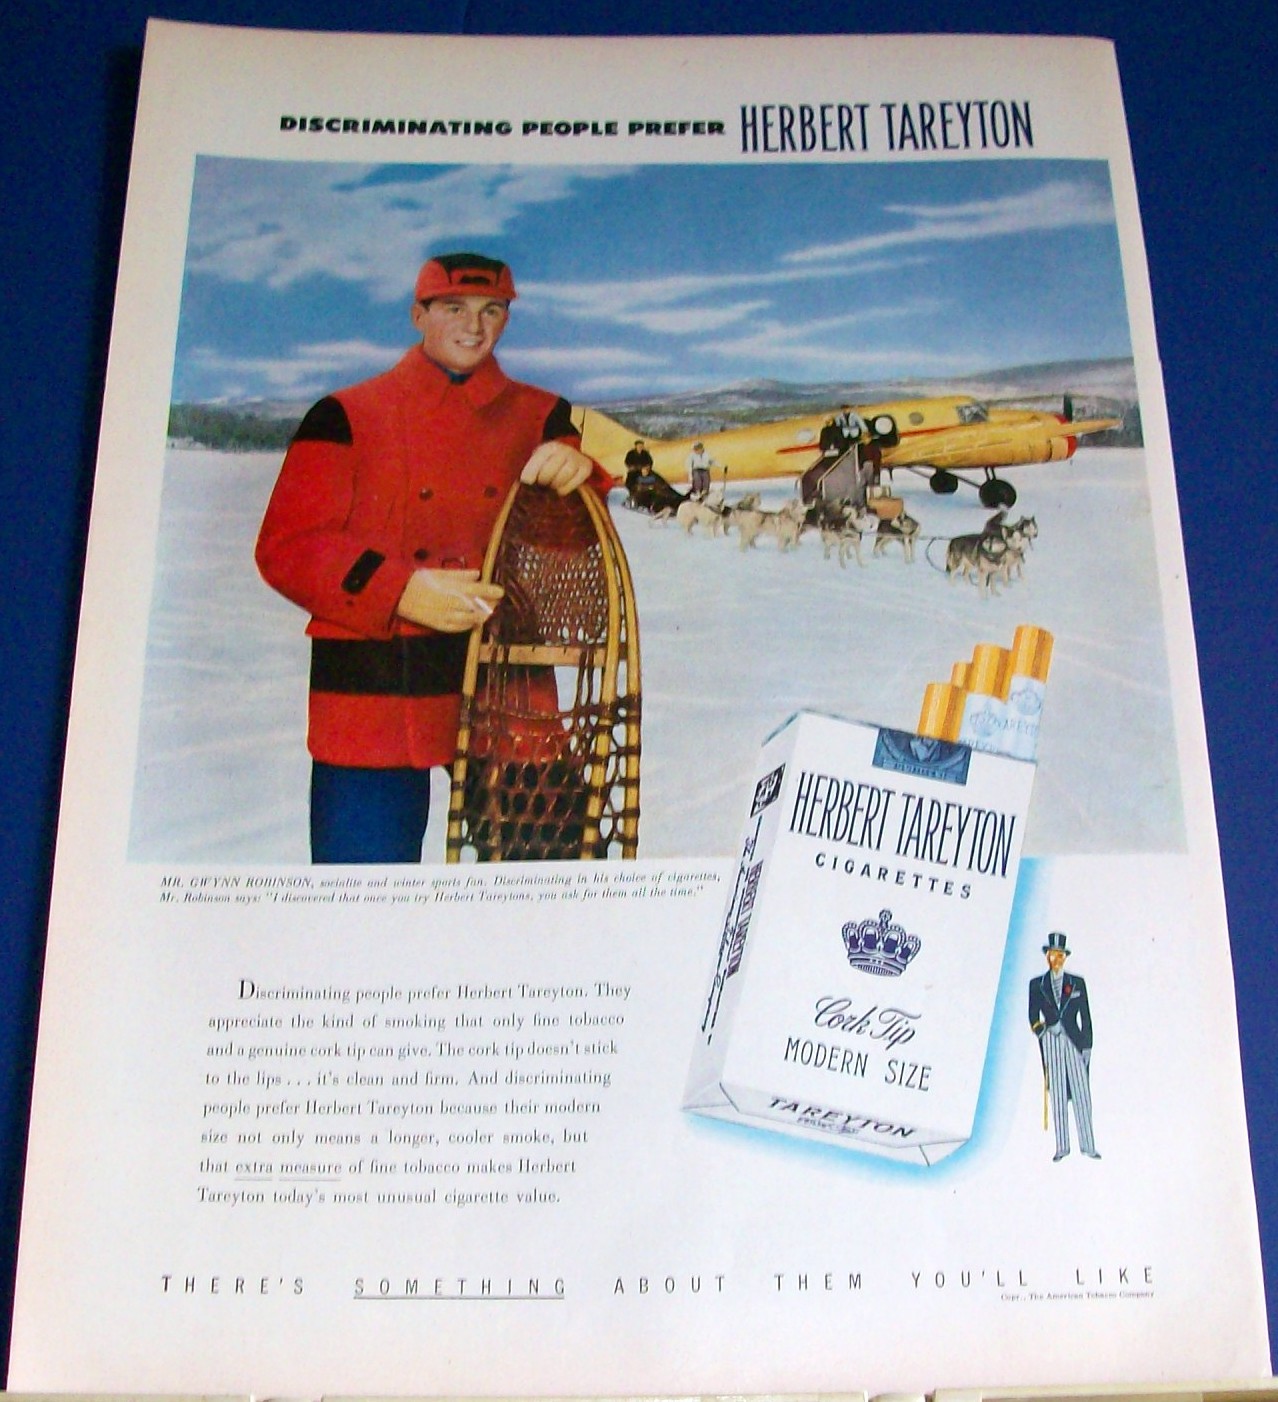 DISCRIMINATING PEOPLE PREFER HERBERT TAREYTON
MR. GWYNN ROBINSON, socialite and winter sports fan. Discriminating in his choice of cigarettes,
Mr. Robinson says: "I discovered that once you try Herbert Tareytons, you ask for them all the time."
Discriminating people prefer Herbert Tareyton. They
appreciate the kind of smoking that only fine tobacco
and a genuine cork tip can give. The cork tip doesn't stick
to the lips . . . it's clean and firm. And discriminating
people prefer Herbert Tareyton because their modern
size not only means a longer, cooler smoke, but
that extra measure of fine tobacco makes Herbert
Tareyton today's most unusual cigarette value.
HERBERT TAREYTON
CIGARETTES
Cork Tip
MODERN SIZE
TAREYTON
HERBERT TAREYTON
THERE'S SOMETHING ABOUT THEM YOU'LL LIKE
Copr., The American Tobacco Company